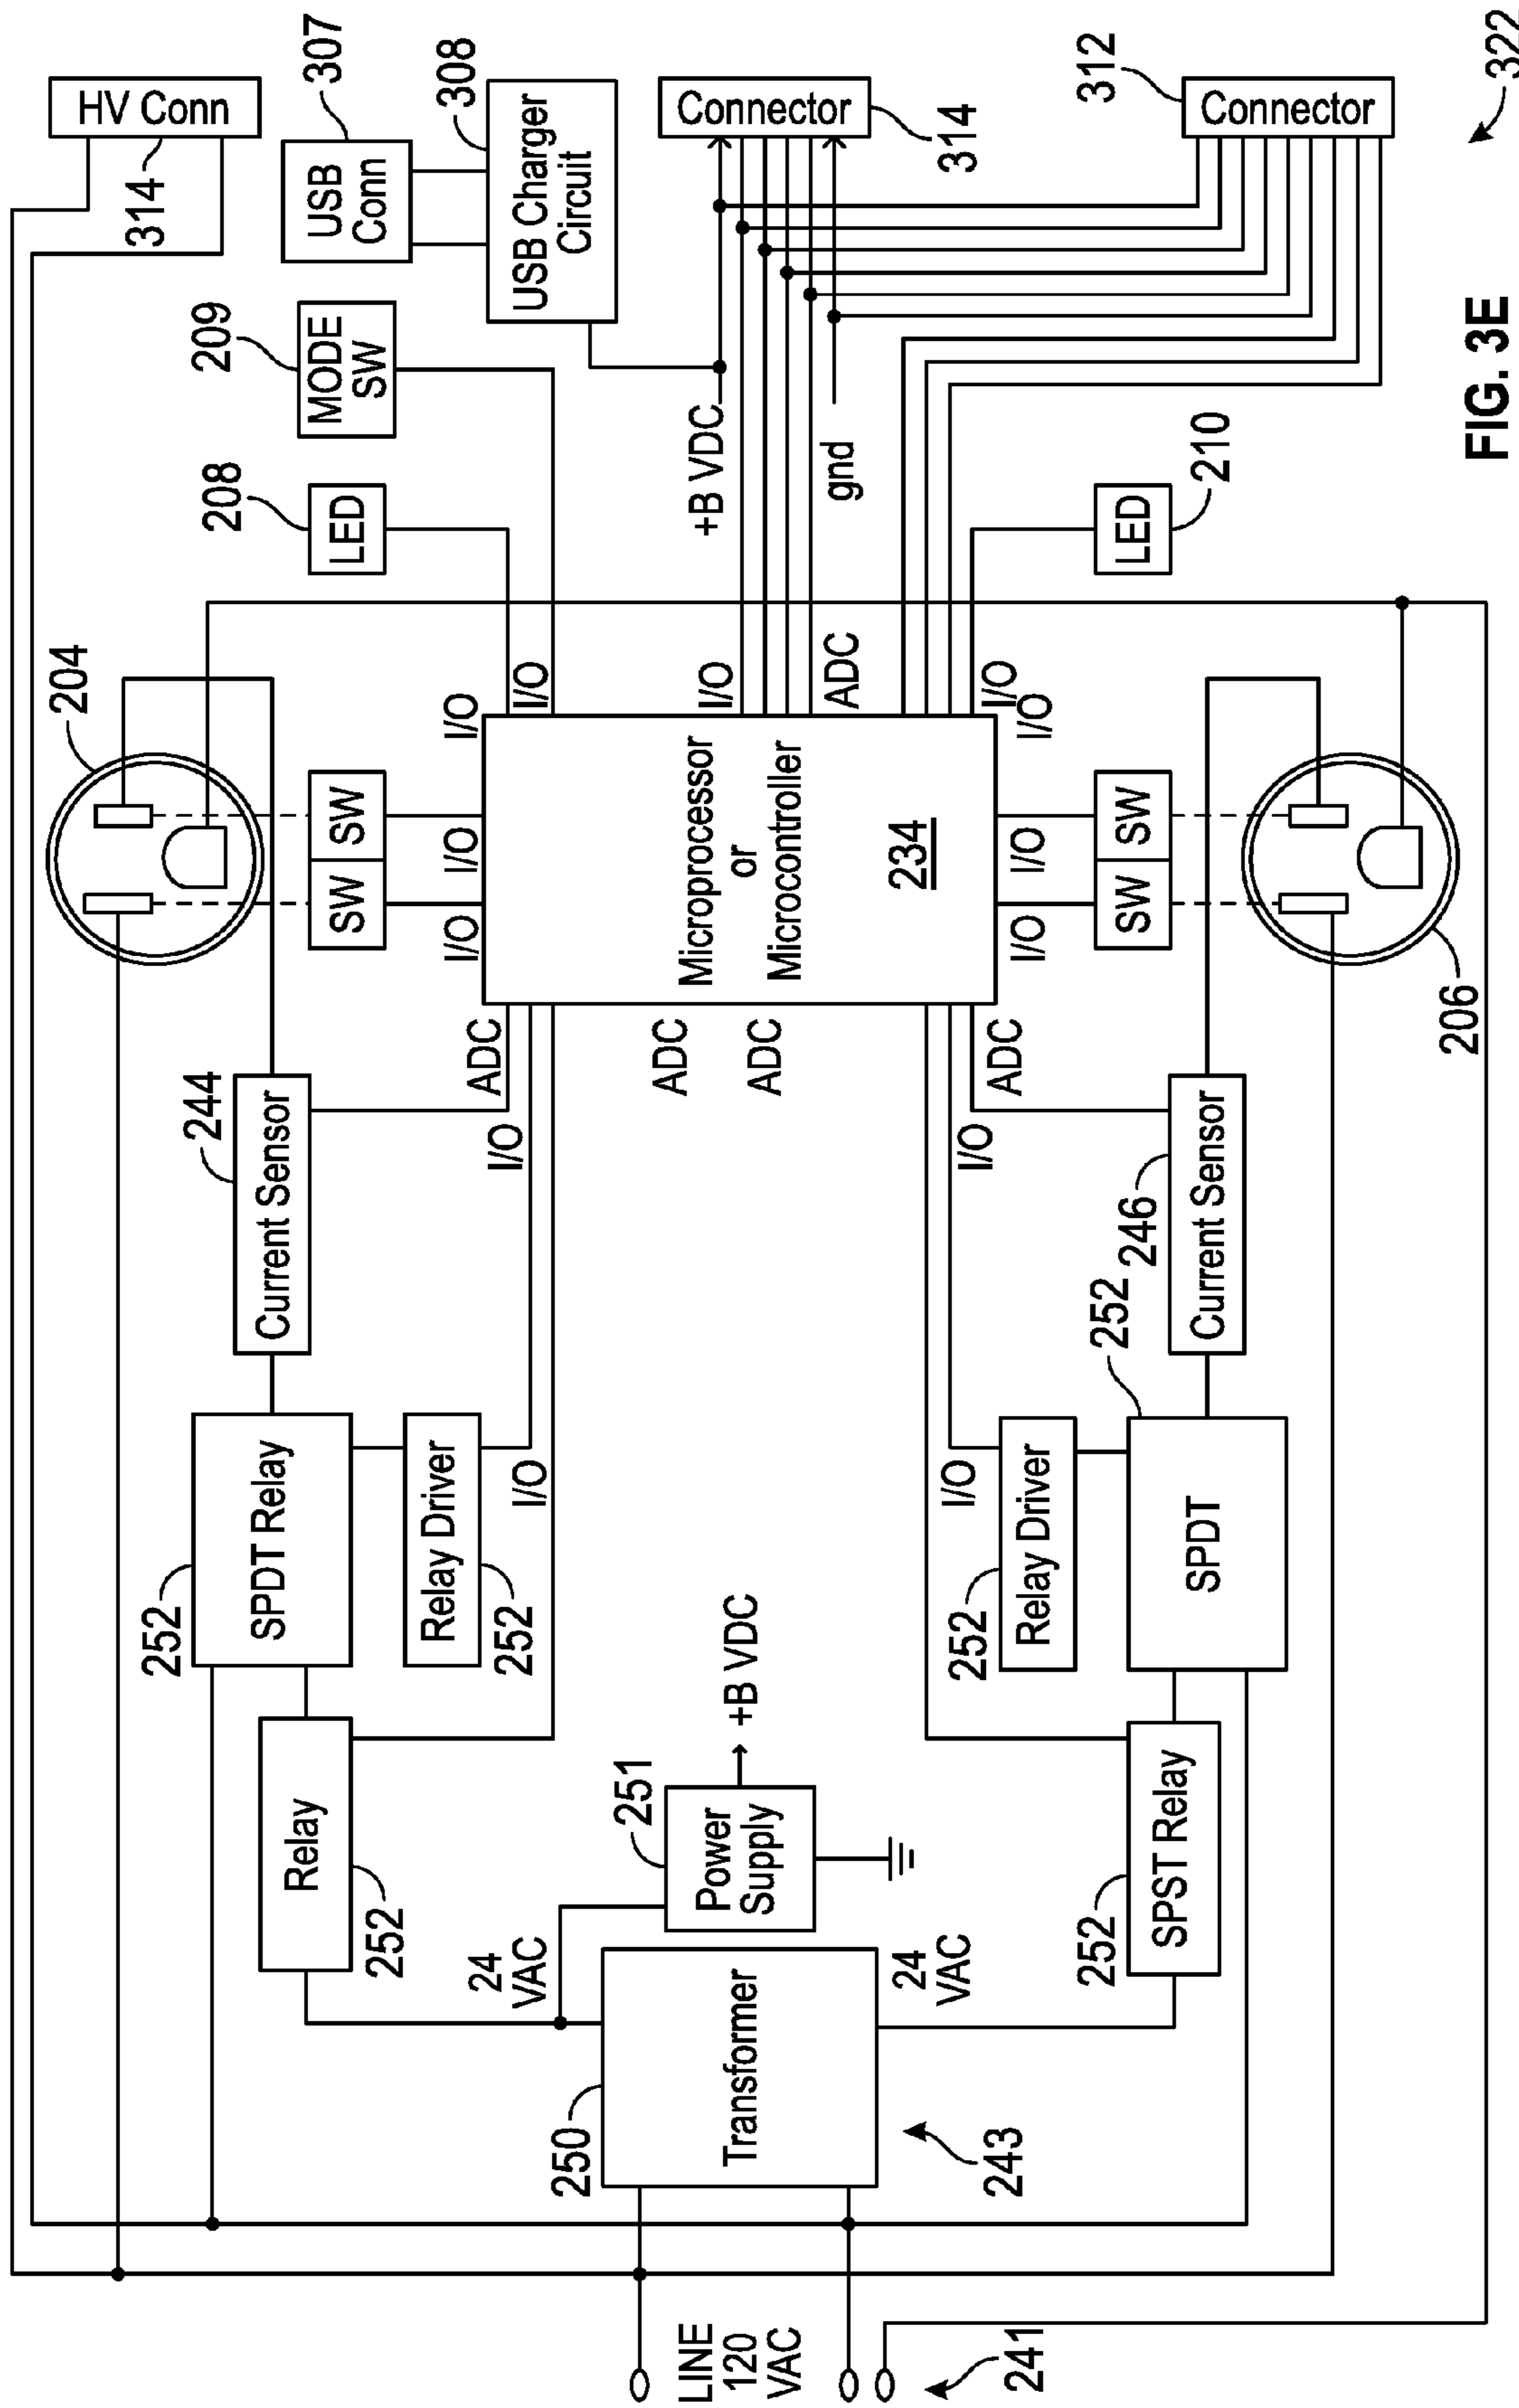 HV Conn
314
USB
Conn
307
USB Charger
Circuit
308
Connector
314
Connector
312
322
MODE
SW
209
LED
208
+B VDC
gnd
LED
210
FIG. 3E
204
I/O
I/O
I/O
ADC
I/O
I/O
SW
SW
I/O
I/O
Microprocessor
or
Microcontroller
234
I/O
I/O
SW
SW
206
ADC
ADC
ADC
ADC
I/O
I/O
244
Current Sensor
246
Current Sensor
SPDT Relay
252
Relay Driver
252
I/O
I/O
Relay Driver
252
SPDT
252
Relay
252
Power
Supply
251
+B VDC
SPST Relay
252
24
VAC
24
VAC
Transformer
250
243
LINE
120
VAC
241